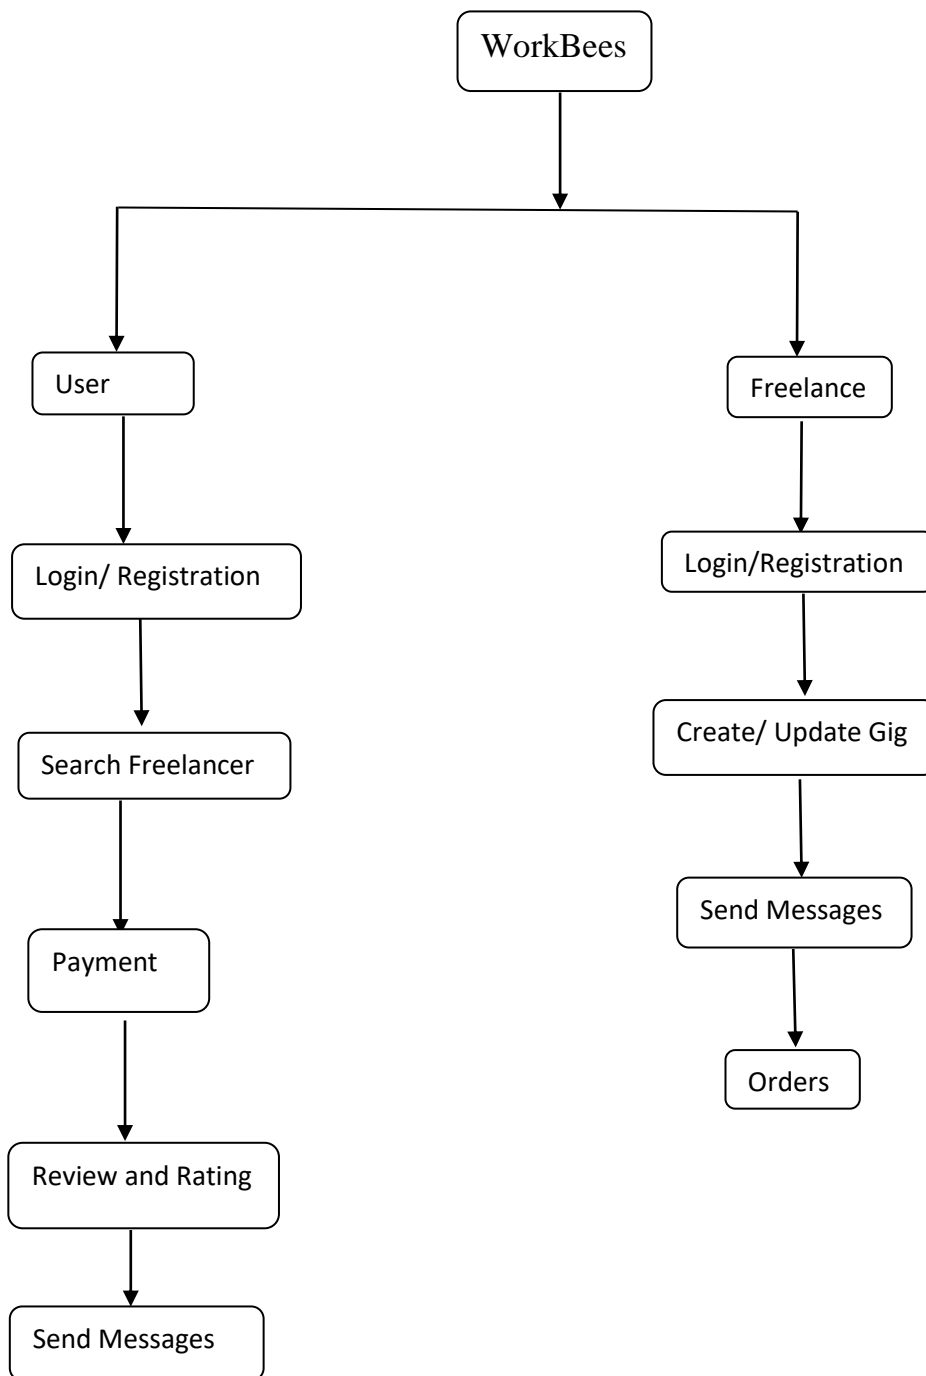 WorkBees
User
Freelance
Login/ Registration
Login/Registration
Search Freelancer
Create/ Update Gig
Payment
Send Messages
Orders
Review and Rating
Send Messages